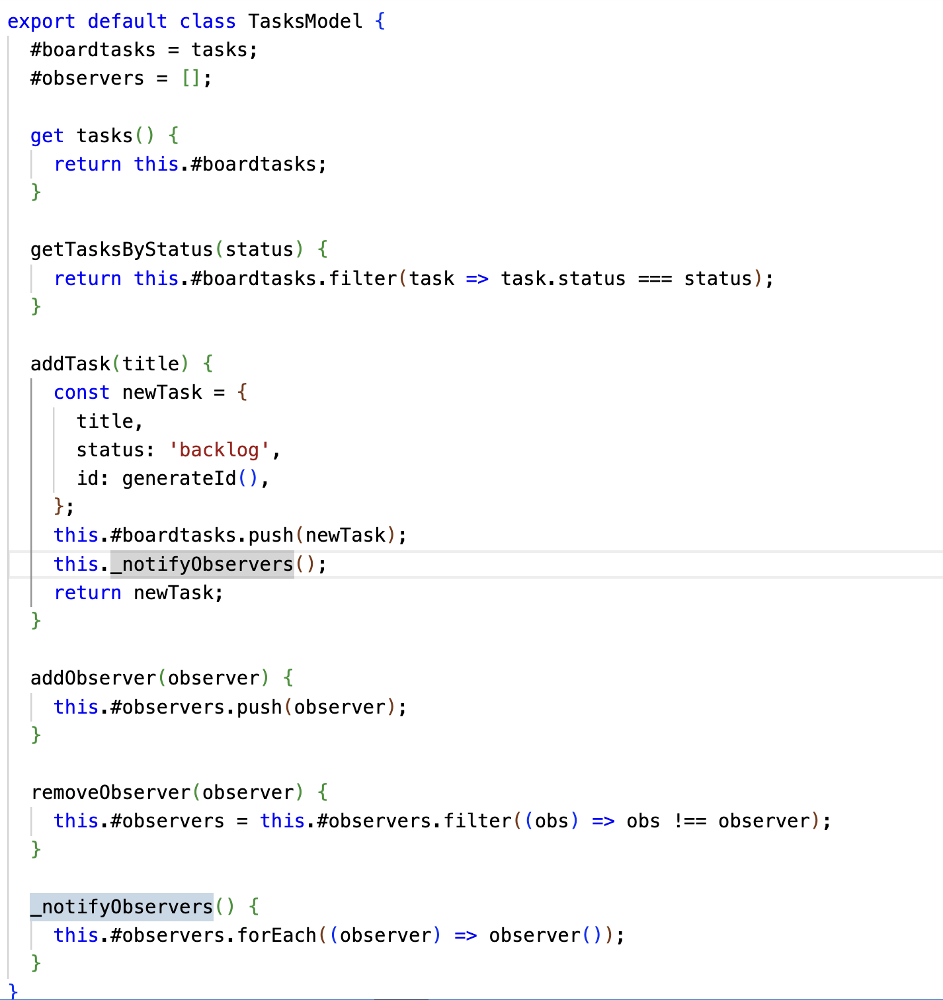 export default class TasksModel {
  #boardtasks = tasks;
  #observers = [];

  get tasks() {
    return this.#boardtasks;
  }

  getTasksByStatus(status) {
    return this.#boardtasks.filter(task => task.status === status);
  }

  addTask(title) {
    const newTask = {
      title,
      status: 'backlog',
      id: generateId(),
    };
    this.#boardtasks.push(newTask);
    this._notifyObservers();
    return newTask;
  }

  addObserver(observer) {
    this.#observers.push(observer);
  }

  removeObserver(observer) {
    this.#observers = this.#observers.filter((obs) => obs !== observer);
  }

  _notifyObservers() {
    this.#observers.forEach((observer) => observer());
  }
}